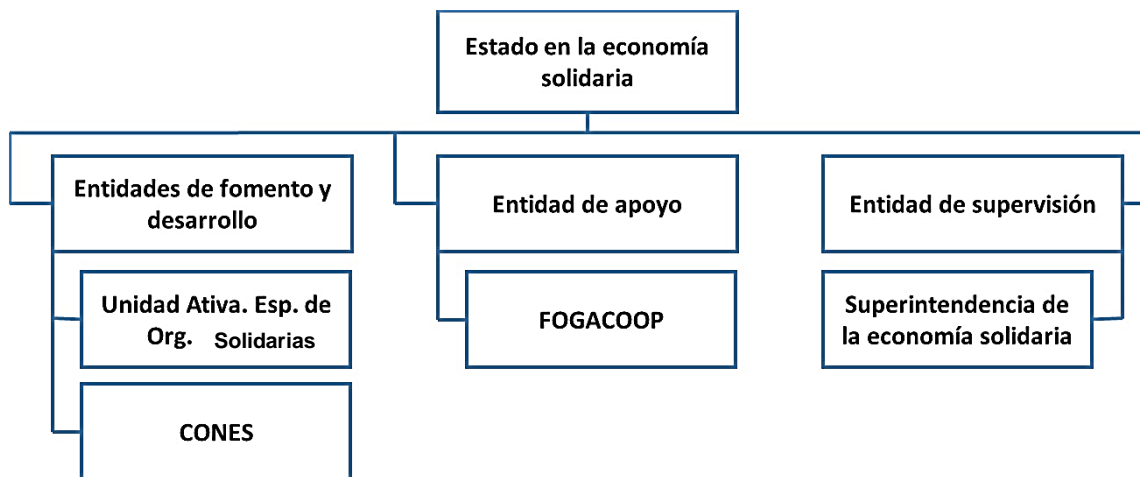 Estado en la economía
solidaria
Entidades de fomento y
desarrollo
Entidad de apoyo
Entidad de supervisión
Unidad Ativa. Esp. de
Org. Solidarias
FOGACOOP
Superintendencia de
la economía solidaria
CONES